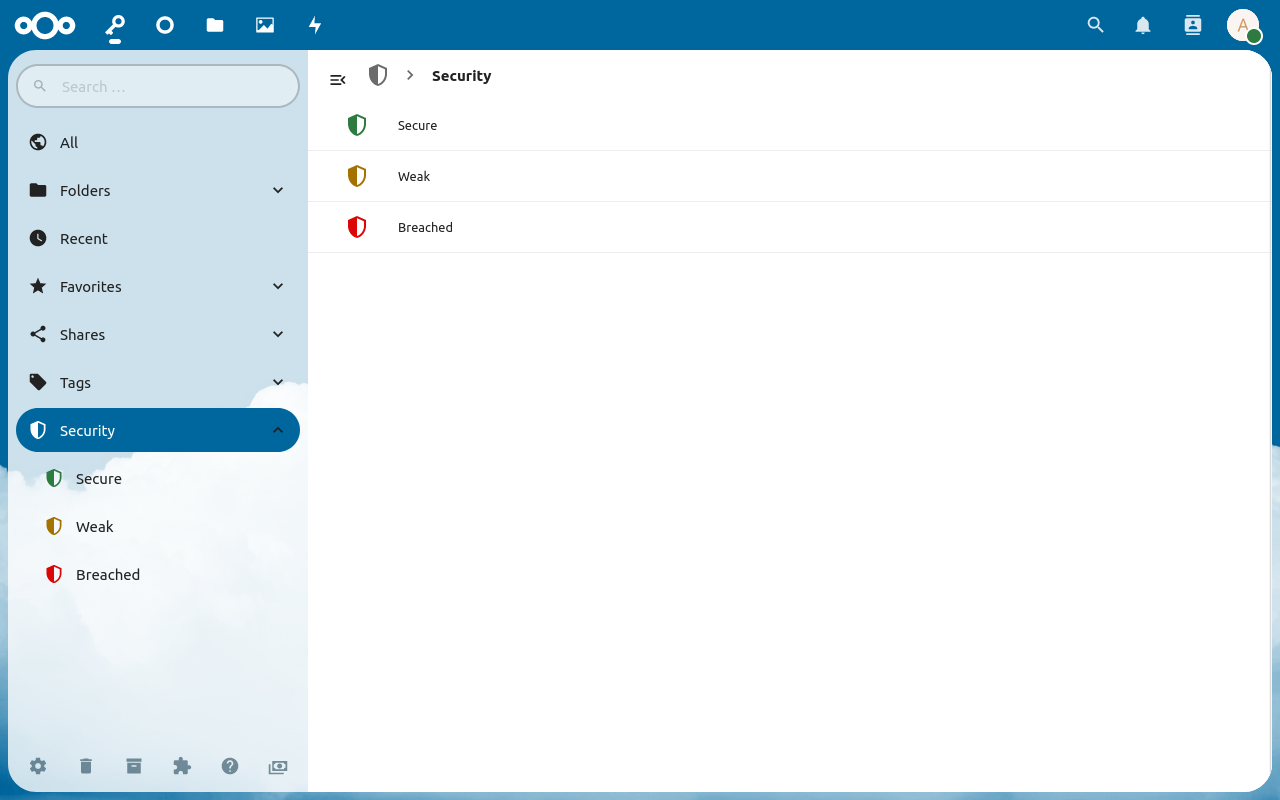 A
Search …
All
Folders
Recent
Favorites
Shares
Tags
Security
Secure
Weak
Breached
Security
Secure
Weak
Breached